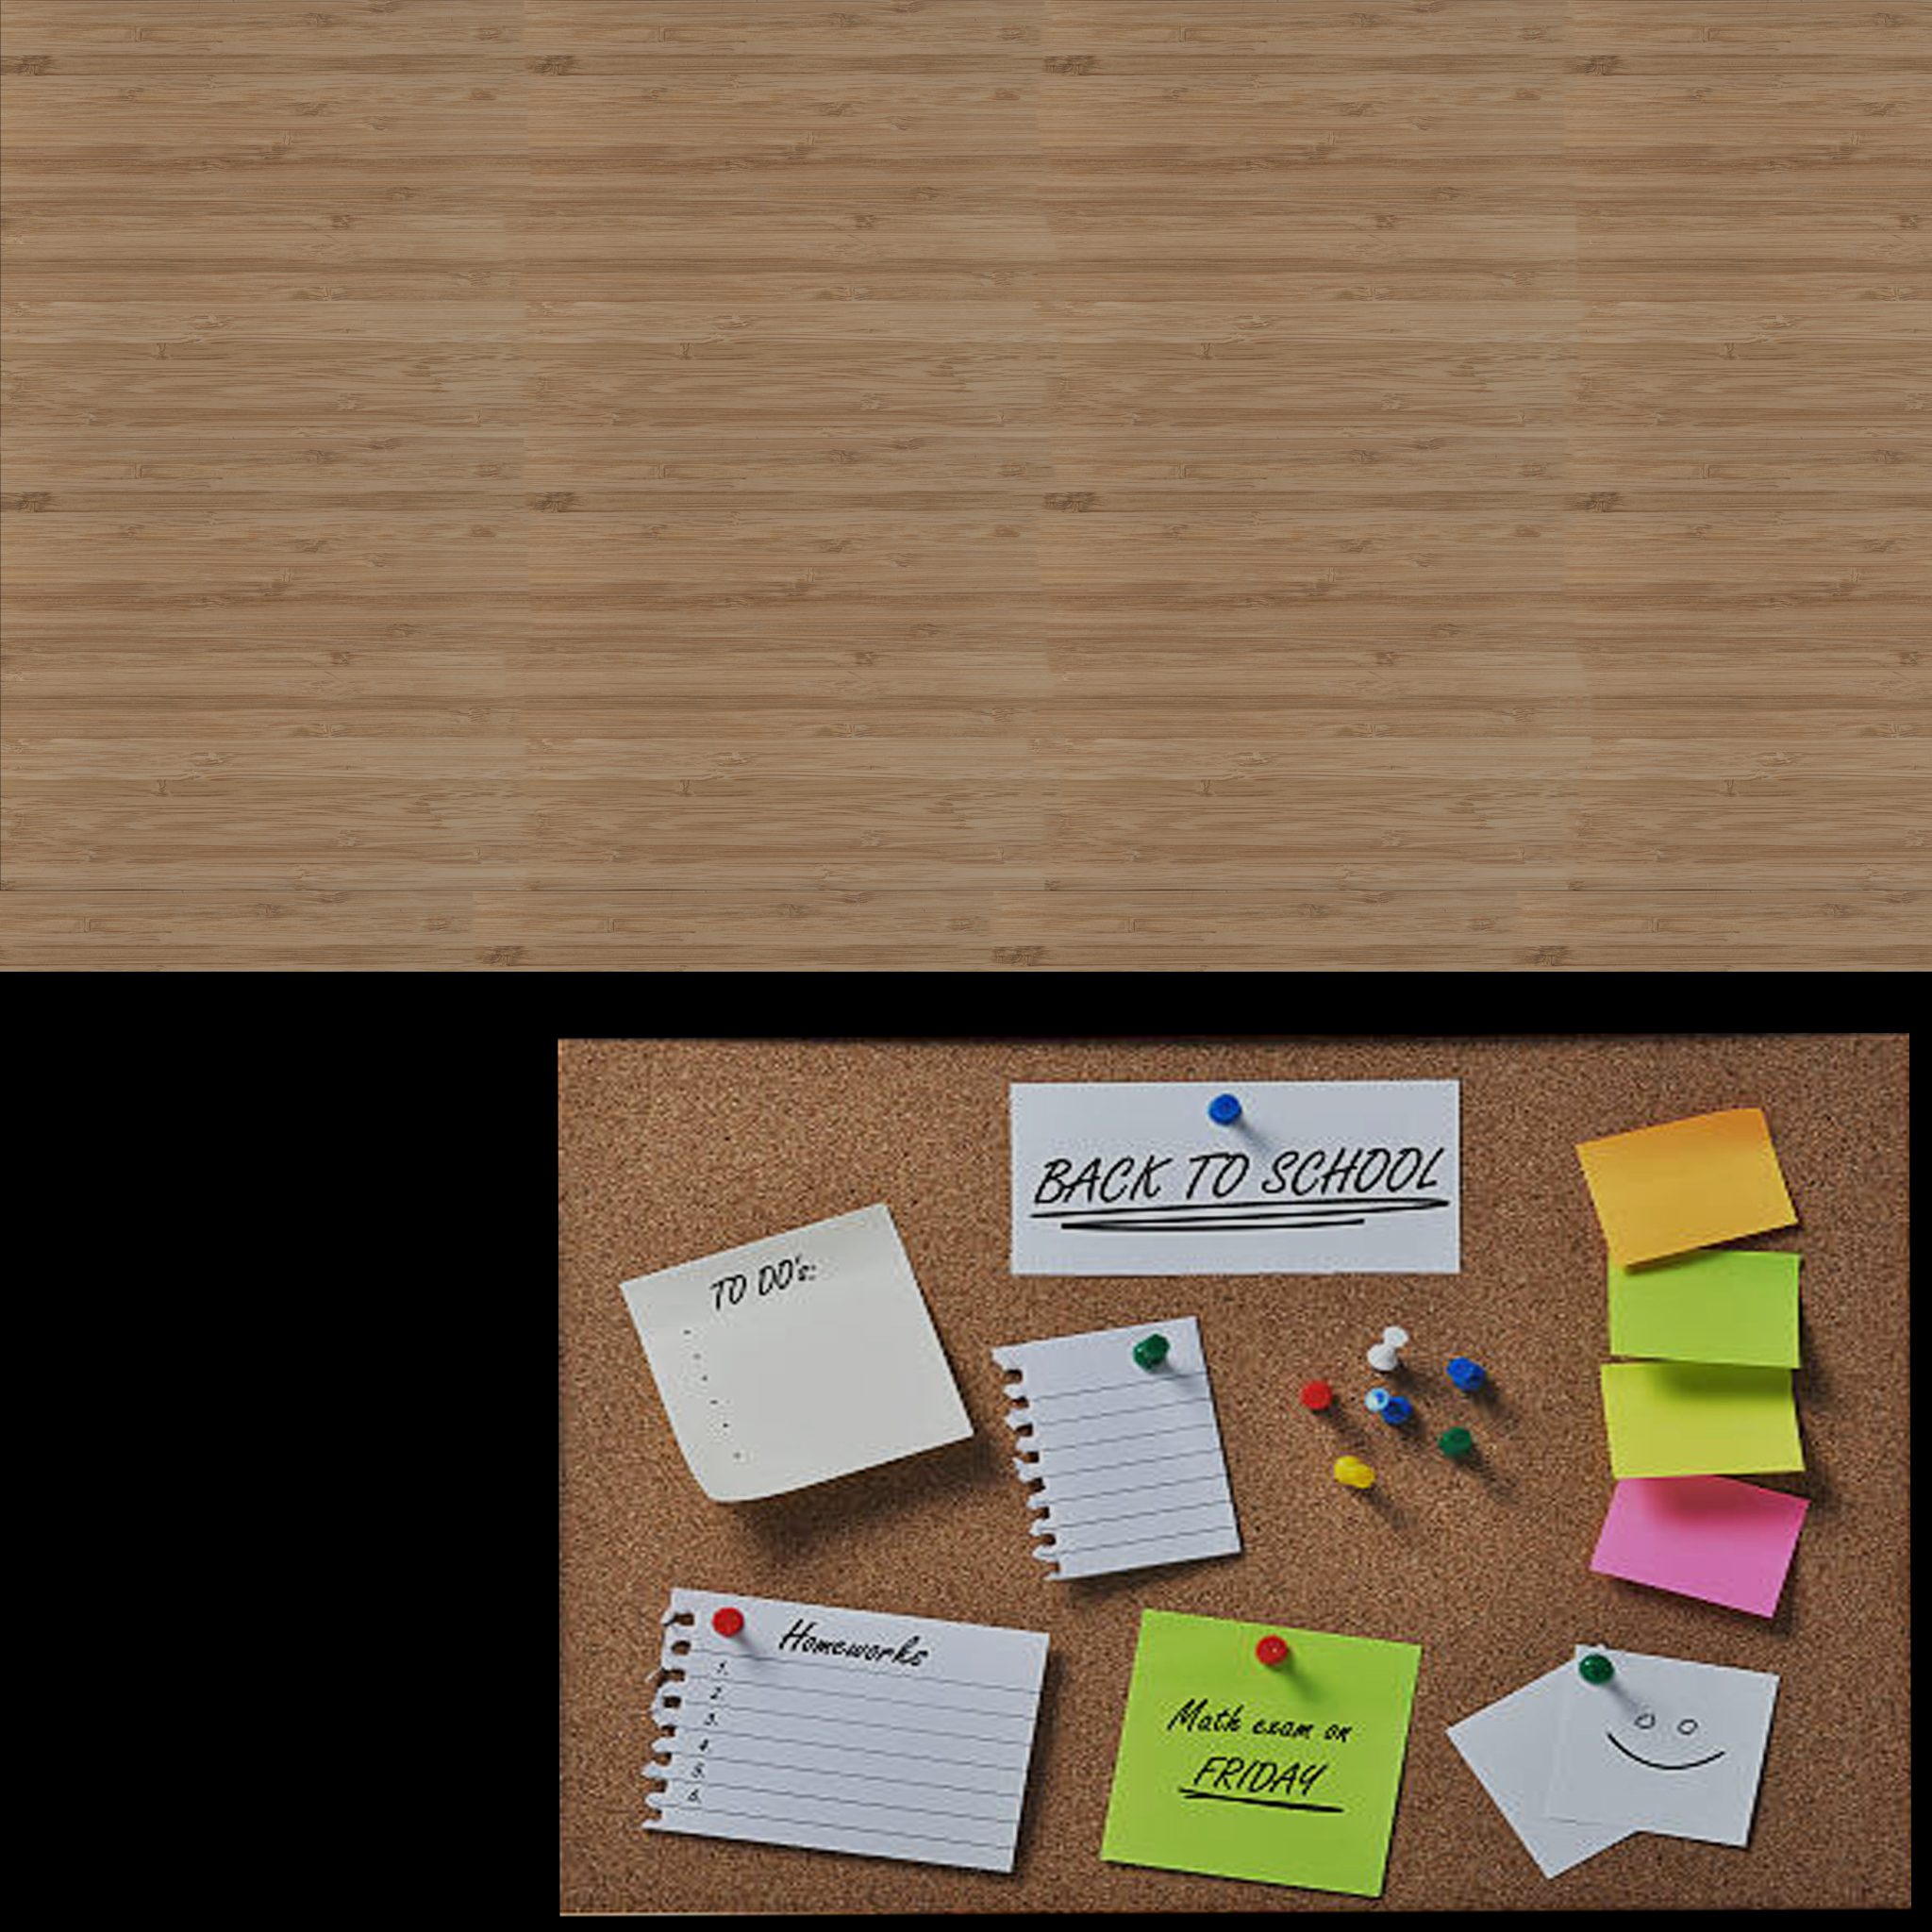 BACK TO SCHOOL
TO DO's:
Homeworks
1.
2.
3.
4
5.
6.
Math exam on
FRIDAY